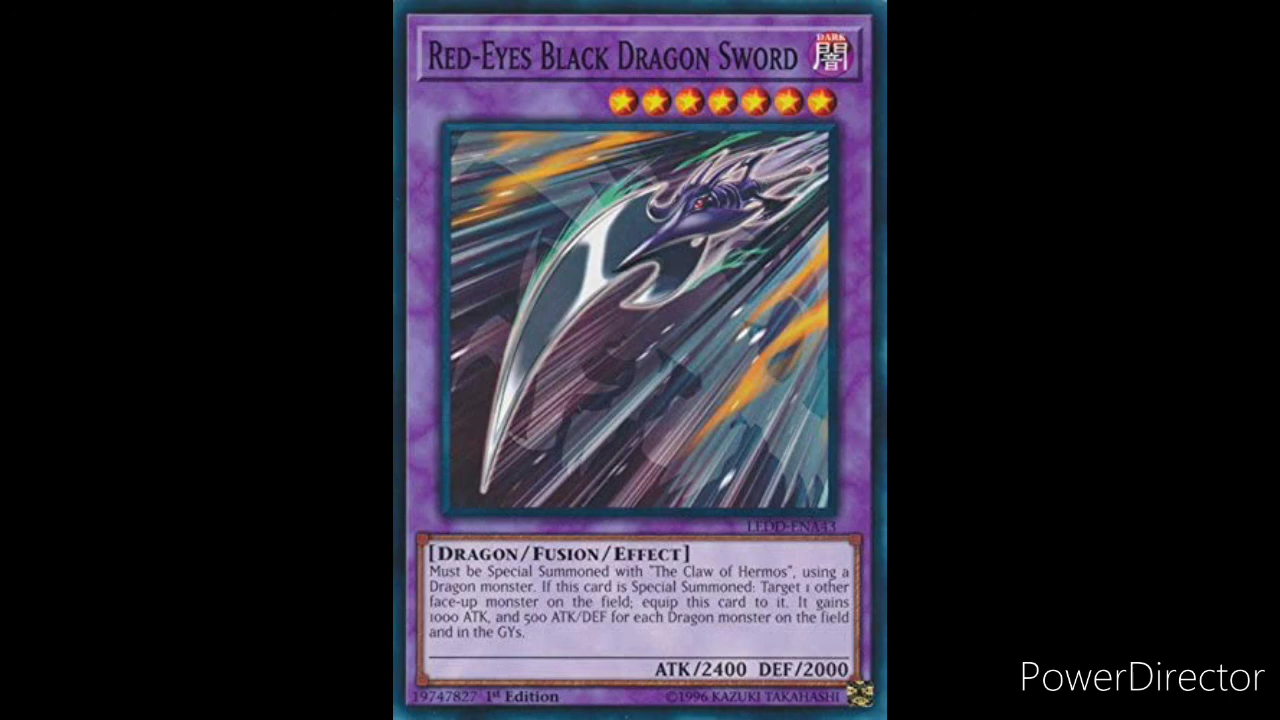 RED-EYES BLACK DRAGON SWORD
DARK
闇
LEDD-ENA43
[DRAGON/FUSION/EFFECT]
Must be Special Summoned with "The Claw of Hermos", using a
Dragon monster. If this card is Special Summoned: Target 1 other
face-up monster on the field; equip this card to it. It gains
1000 ATK, and 500 ATK/DEF for each Dragon monster on the field
and in the GYs.
ATK/2400 DEF/2000
19747827 1st Edition
©1996 KAZUKI TAKAHASHI
PowerDirector